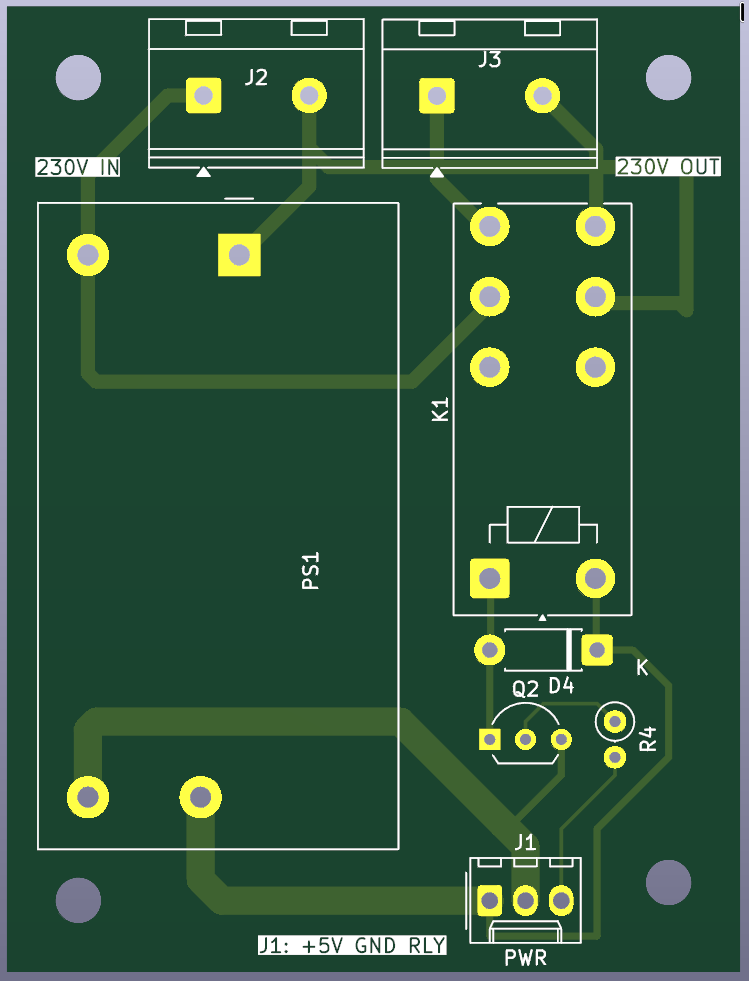 J2
J3
230V IN
230V OUT
K1
PS1
K
D4
Q2
R4
J1
J1: +5V GND RLY
PWR